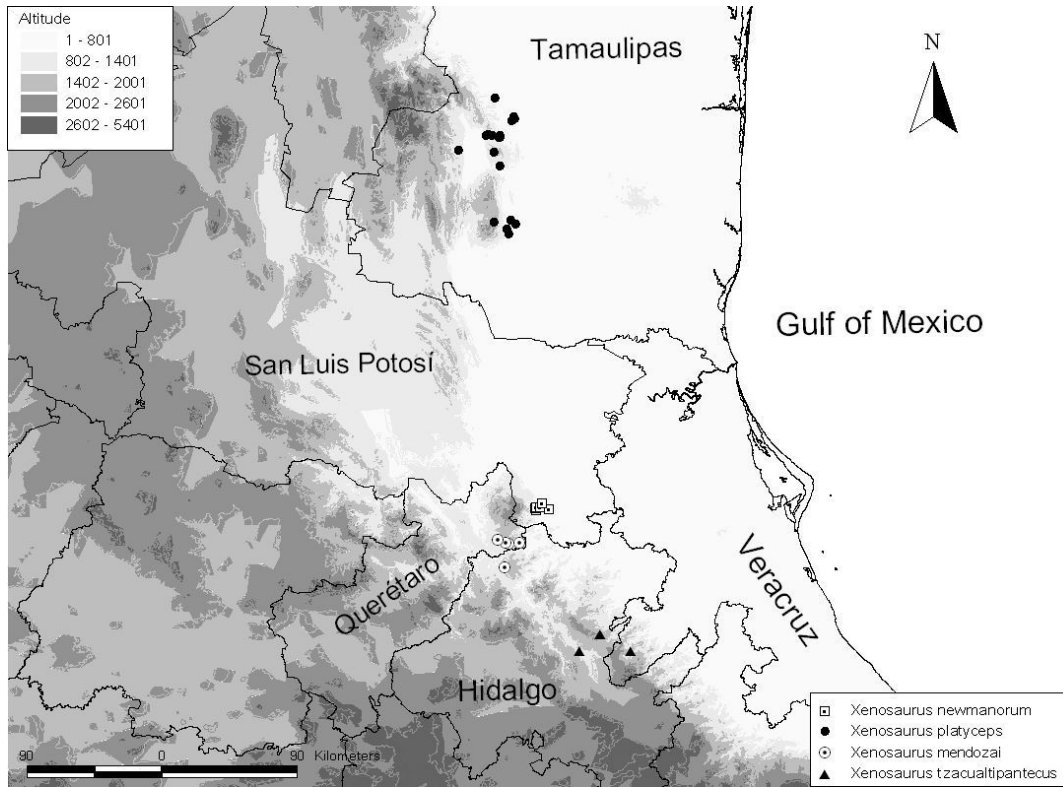 Altitude
1 - 801
802 - 1401
1402 - 2001
2002 - 2601
2602 - 5401
Tamaulipas
N
Gulf of Mexico
San Luis Potosí
Querétaro
Veracruz
Hidalgo
90 0 90 Kilometers
Xenosaurus newmanorum
Xenosaurus platyceps
Xenosaurus mendozai
Xenosaurus tzacualtipantecus